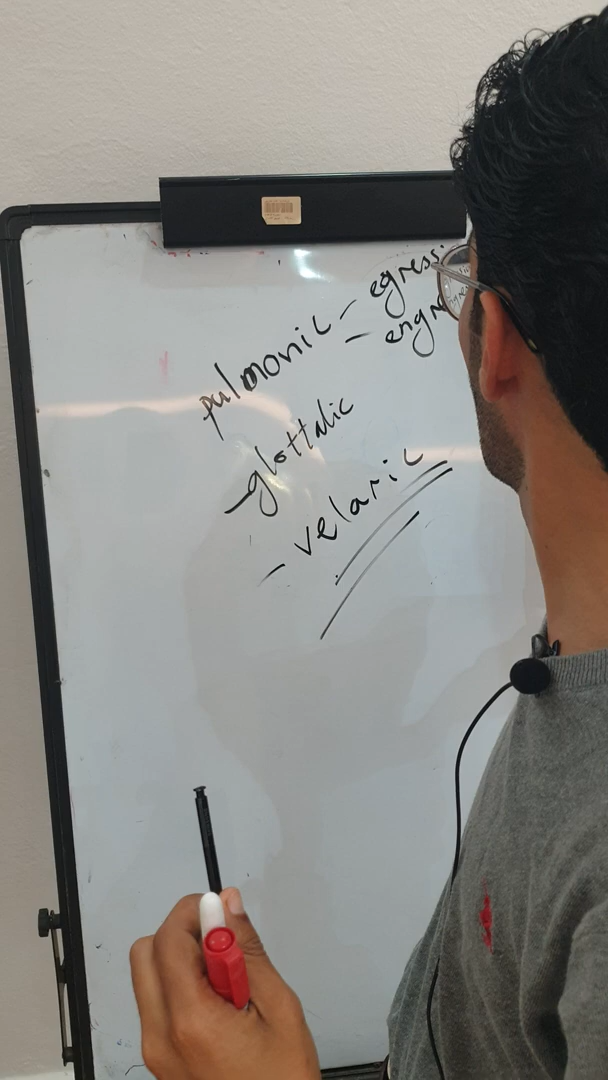 pulmonic - egressi
- engre
- glottalic
- velaric